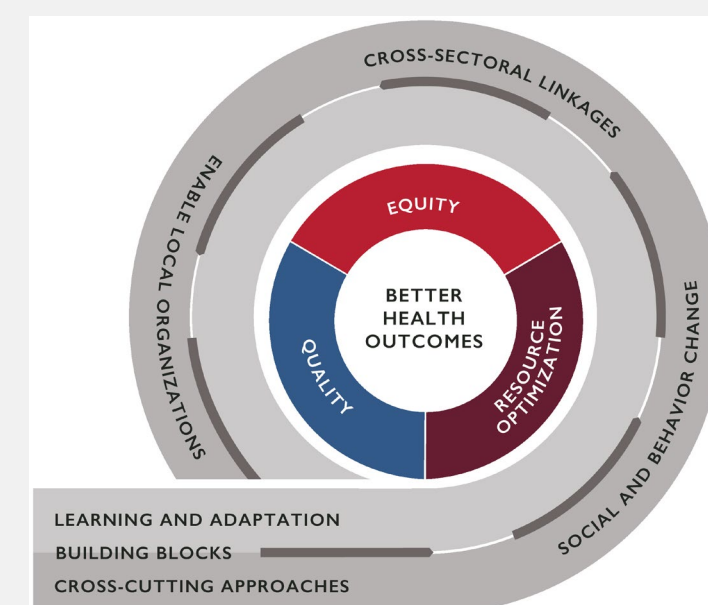 CROSS-SECTORAL LINKAGES
ENABLE LOCAL ORGANIZATIONS
EQUITY
BETTER
HEALTH
OUTCOMES
QUALITY
RESOURCE
OPTIMIZATION
SOCIAL AND BEHAVIOR CHANGE
LEARNING AND ADAPTATION
BUILDING BLOCKS
CROSS-CUTTING APPROACHES